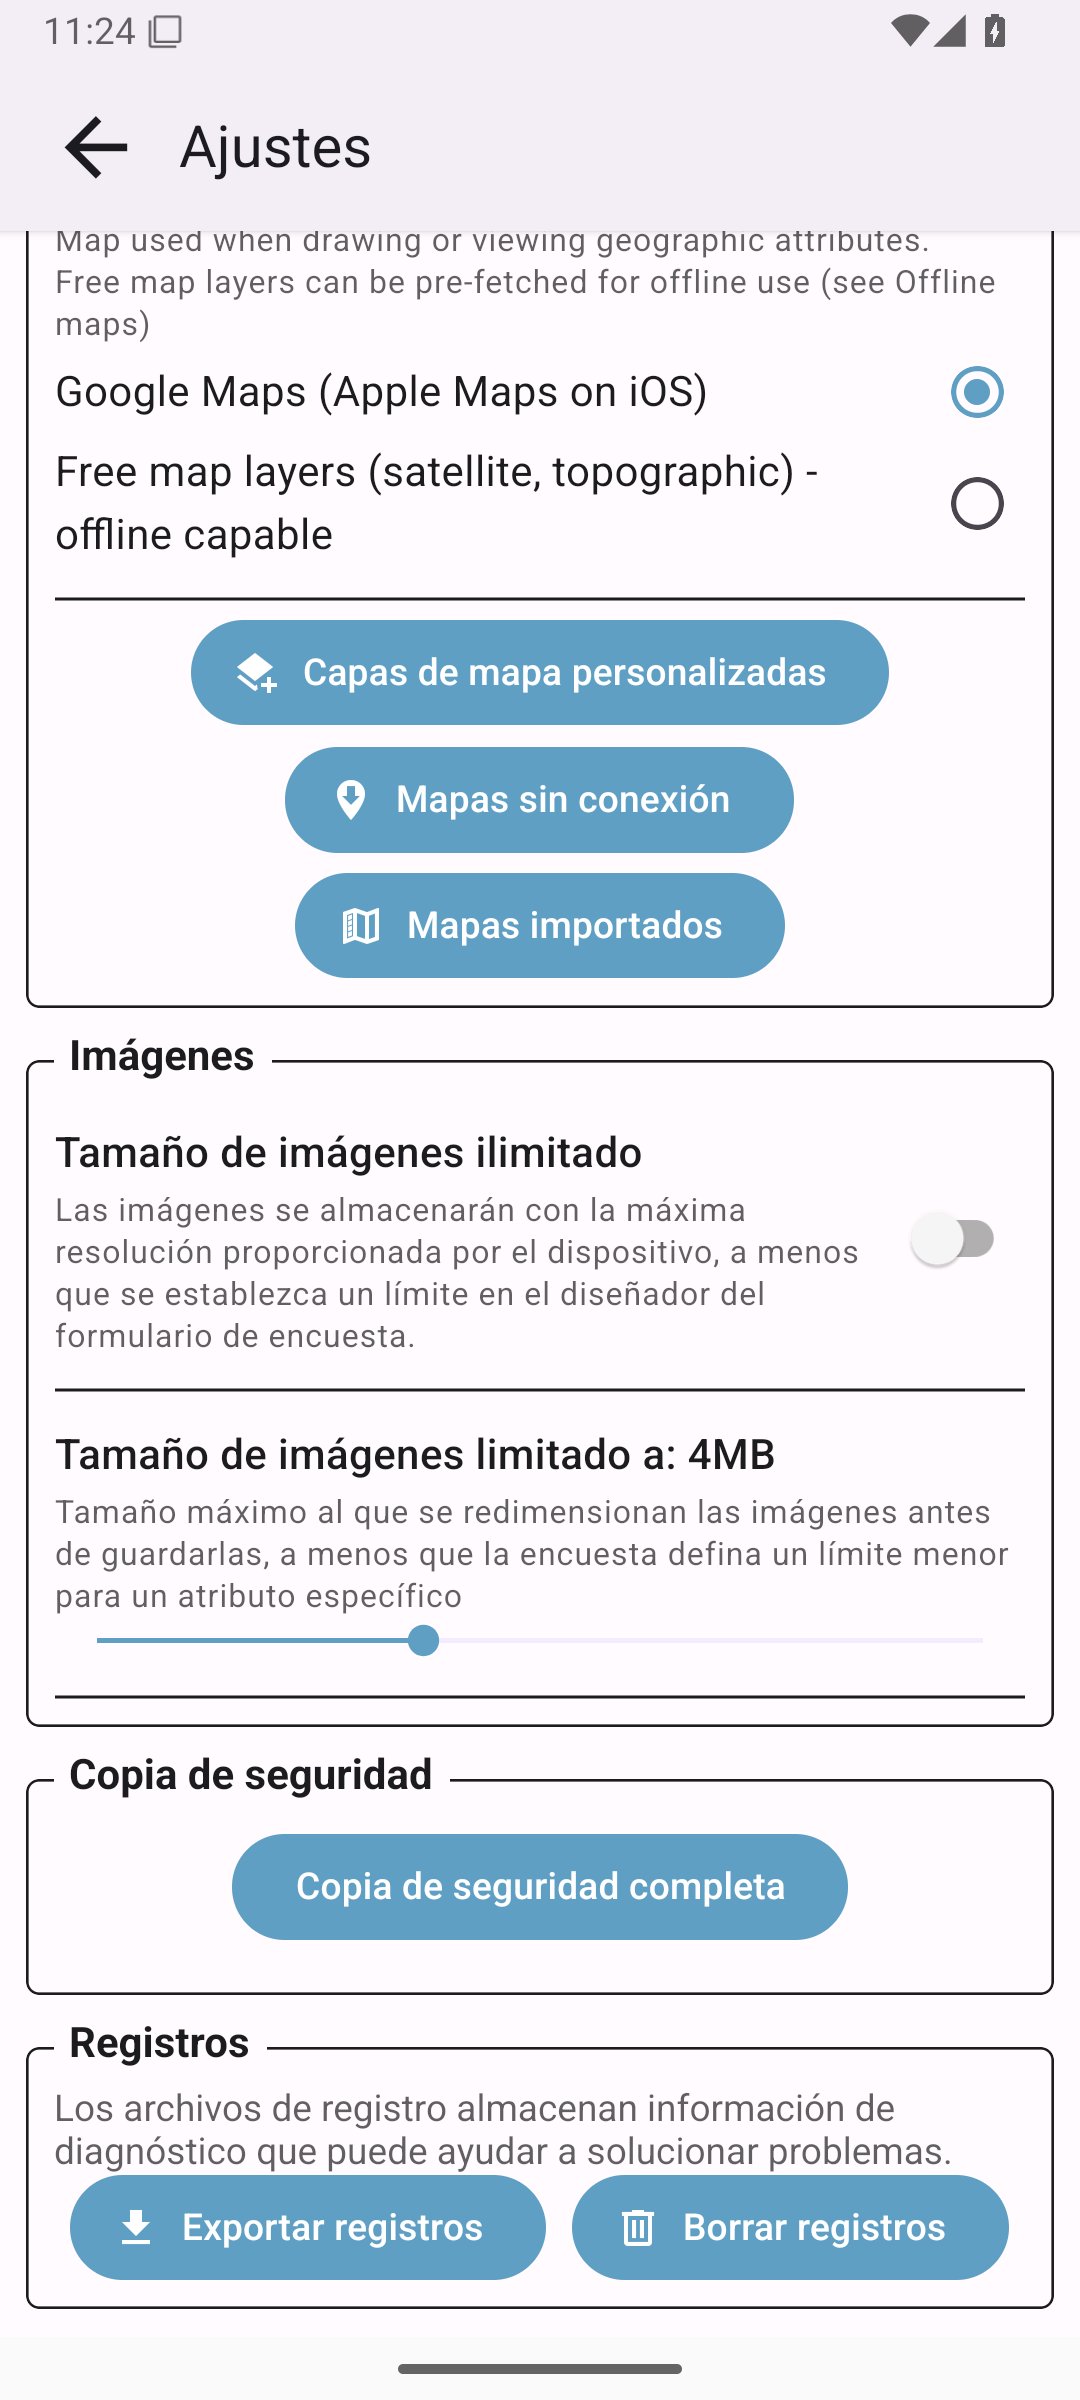 11:24
Ajustes
Map used when drawing or viewing geographic attributes.
Free map layers can be pre-fetched for offline use (see Offline
maps)
Google Maps (Apple Maps on iOS)
Free map layers (satellite, topographic) -
offline capable
Capas de mapa personalizadas
Mapas sin conexión
Mapas importados
Imágenes
Tamaño de imágenes ilimitado
Las imágenes se almacenarán con la máxima
resolución proporcionada por el dispositivo, a menos
que se establezca un límite en el diseñador del
formulario de encuesta.
Tamaño de imágenes limitado a: 4MB
Tamaño máximo al que se redimensionan las imágenes antes
de guardarlas, a menos que la encuesta defina un límite menor
para un atributo específico
Copia de seguridad
Copia de seguridad completa
Registros
Los archivos de registro almacenan información de
diagnóstico que puede ayudar a solucionar problemas.
Exportar registros
Borrar registros